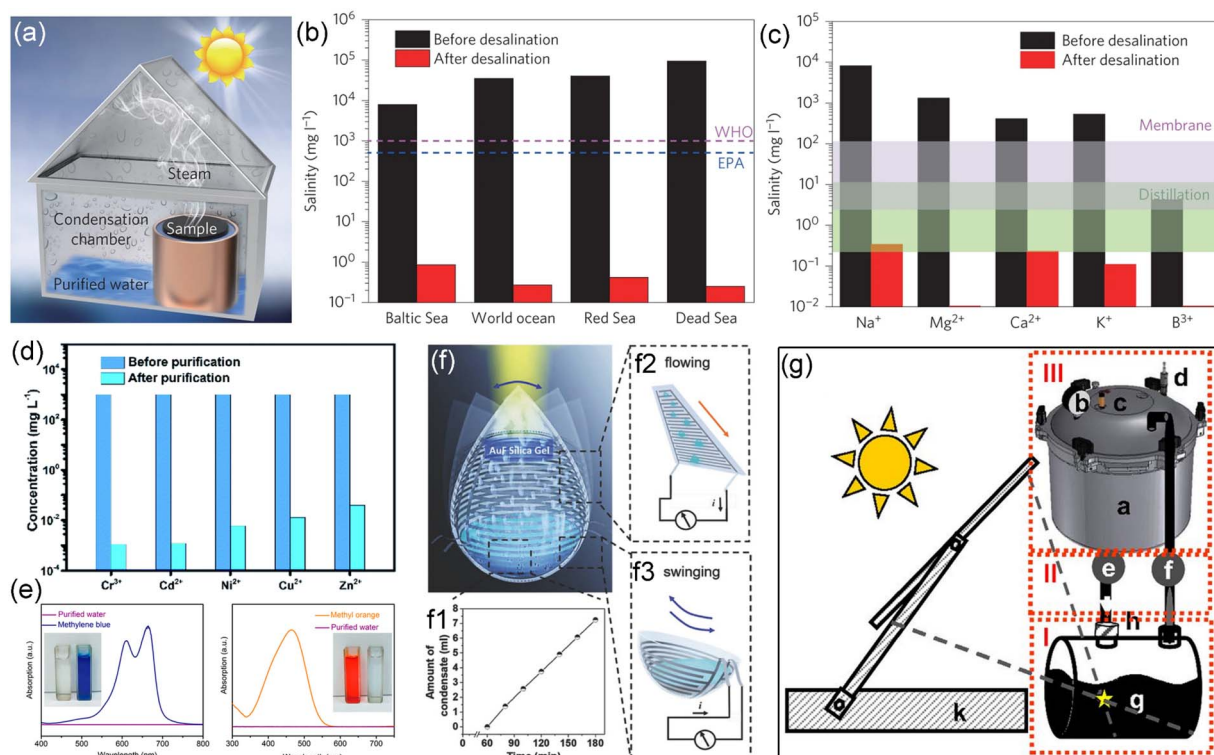 (a)
Steam
Condensation
chamber
Sample
Purified water
(b)
Before desalination
After desalination
Salinity (mg l⁻¹)
10⁶
10⁵
10⁴
10³
10²
10¹
10⁰
10⁻¹
WHO
EPA
Baltic Sea World ocean Red Sea Dead Sea
(c)
Before desalination
After desalination
Salinity (mg l⁻¹)
10⁵
10⁴
10³
10²
10¹
10⁰
10⁻¹
10⁻²
Membrane
Distillation
Na⁺ Mg²⁺ Ca²⁺ K⁺ B³⁺
(d)
Before purification
After purification
Concentration (mg L⁻¹)
10⁴
10²
10⁰
10⁻²
10⁻⁴
Cr³⁺ Cd²⁺ Ni²⁺ Cu²⁺ Zn²⁺
(e)
Purified water
Methylene blue
Absorption (a.u.)
400 500 600 700 800
Methyl orange
Purified water
Absorption (a.u.)
300 400 500 600 700
(f)
AuF Silica Gel
f1
Amount of
condensate (ml)
8
7
6
5
4
3
2
1
0
0 30 60 90 120 150 180
Time (min)
f2
flowing
i
f3
swinging
i
(g)
III
b
c
d
a
II
e
f
h
I
g
k